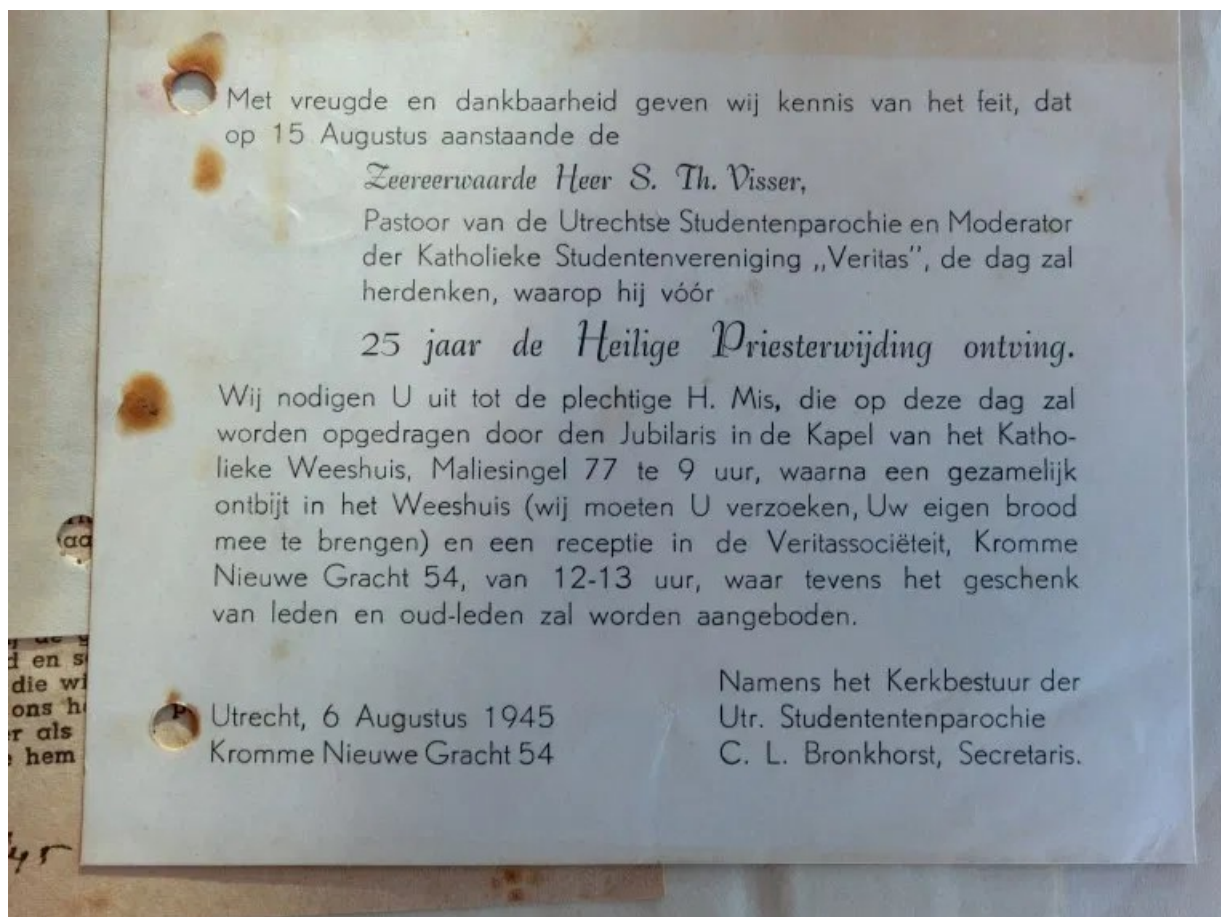 Met vreugde en dankbaarheid geven wij kennis van het feit, dat
op 15 Augustus aanstaande de
Zeereerwaarde Heer S. Th. Visser,
Pastoor van de Utrechtse Studentenparochie en Moderator
der Katholieke Studentenvereniging „Veritas”, de dag zal
herdenken, waarop hij vóór
25 jaar de Heilige Priesterwijding ontving.
Wij nodigen U uit tot de plechtige H. Mis, die op deze dag zal
worden opgedragen door den Jubilaris in de Kapel van het Katho-
lieke Weeshuis, Maliesingel 77 te 9 uur, waarna een gezamelijk
ontbijt in het Weeshuis (wij moeten U verzoeken, Uw eigen brood
mee te brengen) en een receptie in de Veritassociëteit, Kromme
Nieuwe Gracht 54, van 12-13 uur, waar tevens het geschenk
van leden en oud-leden zal worden aangeboden.
Namens het Kerkbestuur der
Utrecht, 6 Augustus 1945 Utr. Studententenparochie
Kromme Nieuwe Gracht 54 C. L. Bronkhorst, Secretaris.
en
die
ons
als
hem